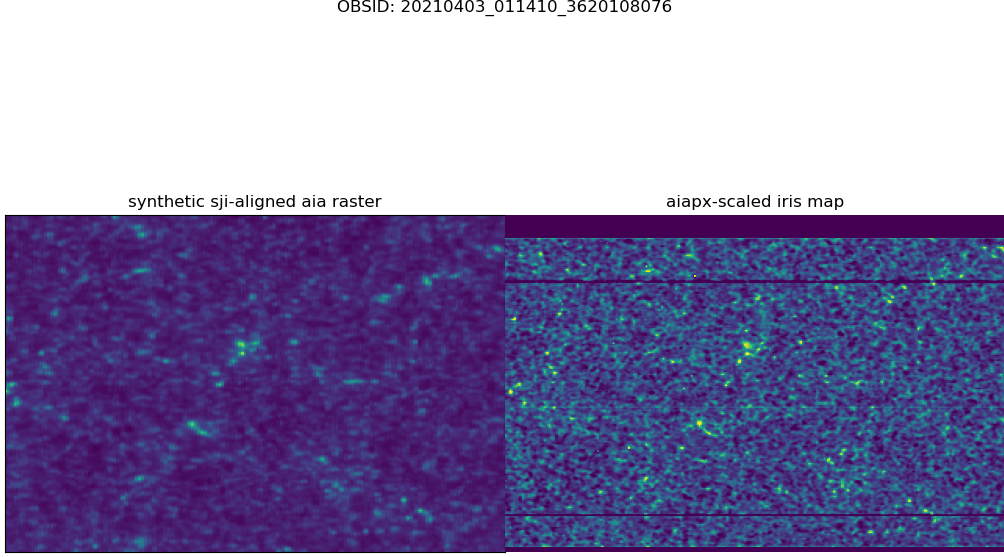 OBSID: 20210403_011410_3620108076
synthetic sji-aligned aia raster
aiapx-scaled iris map